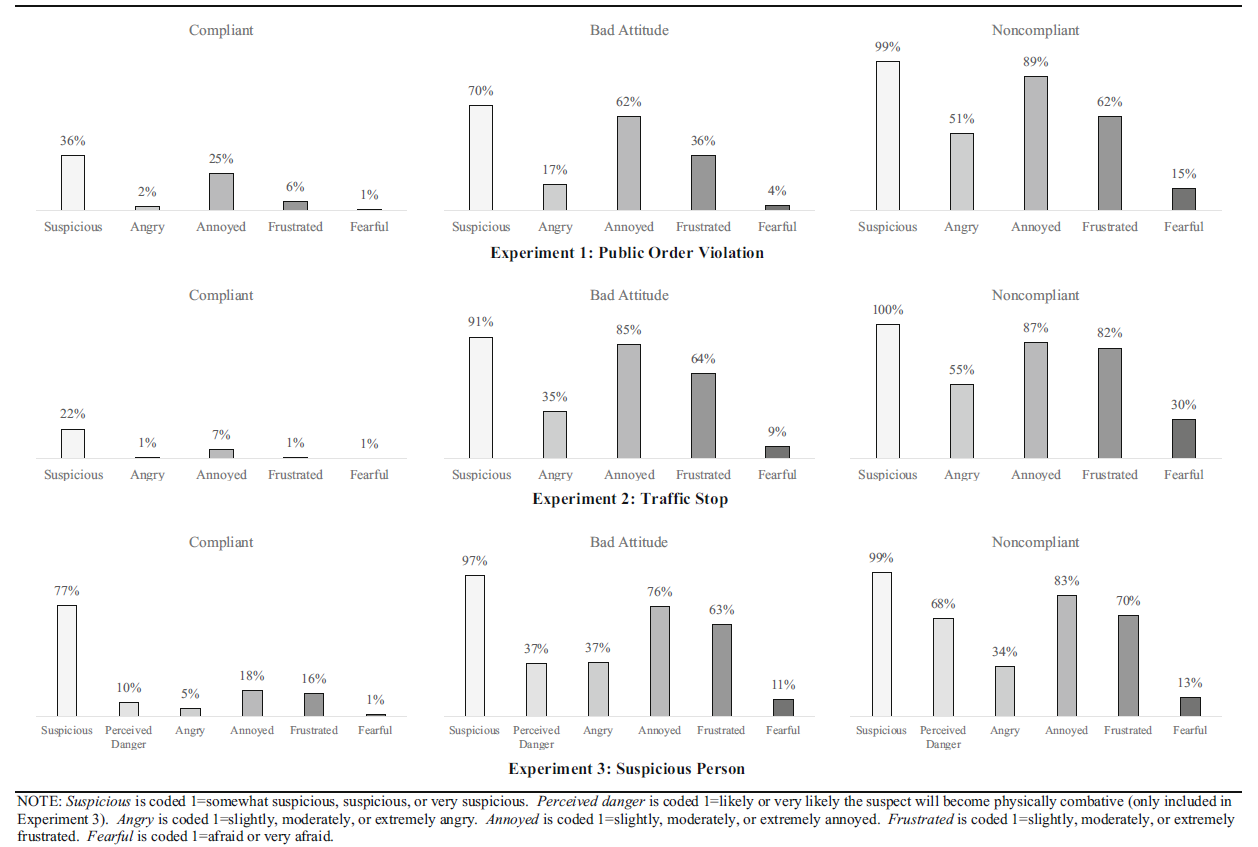 Compliant
Bad Attitude
Noncompliant
36%
2%
25%
6%
1%
70%
17%
62%
36%
4%
99%
51%
89%
62%
15%
Suspicious Angry Annoyed Frustrated Fearful
Suspicious Angry Annoyed Frustrated Fearful
Suspicious Angry Annoyed Frustrated Fearful
Experiment 1: Public Order Violation
Compliant
Bad Attitude
Noncompliant
22%
1%
7%
1%
1%
91%
35%
85%
64%
9%
100%
55%
87%
82%
30%
Suspicious Angry Annoyed Frustrated Fearful
Suspicious Angry Annoyed Frustrated Fearful
Suspicious Angry Annoyed Frustrated Fearful
Experiment 2: Traffic Stop
Compliant
Bad Attitude
Noncompliant
77%
10%
5%
18%
16%
1%
97%
37%
37%
76%
63%
11%
99%
68%
34%
83%
70%
13%
Suspicious Perceived Angry Annoyed Frustrated Fearful
Danger
Suspicious Perceived Angry Annoyed Frustrated Fearful
Danger
Suspicious Perceived Angry Annoyed Frustrated Fearful
Danger
Experiment 3: Suspicious Person
NOTE: Suspicious is coded 1=somewhat suspicious, suspicious, or very suspicious. Perceived danger is coded 1=likely or very likely the suspect will become physically combative (only included in
Experiment 3). Angry is coded 1=slightly, moderately, or extremely angry. Annoyed is coded 1=slightly, moderately, or extremely annoyed. Frustrated is coded 1=slightly, moderately, or extremely
frustrated. Fearful is coded 1=afraid or very afraid.